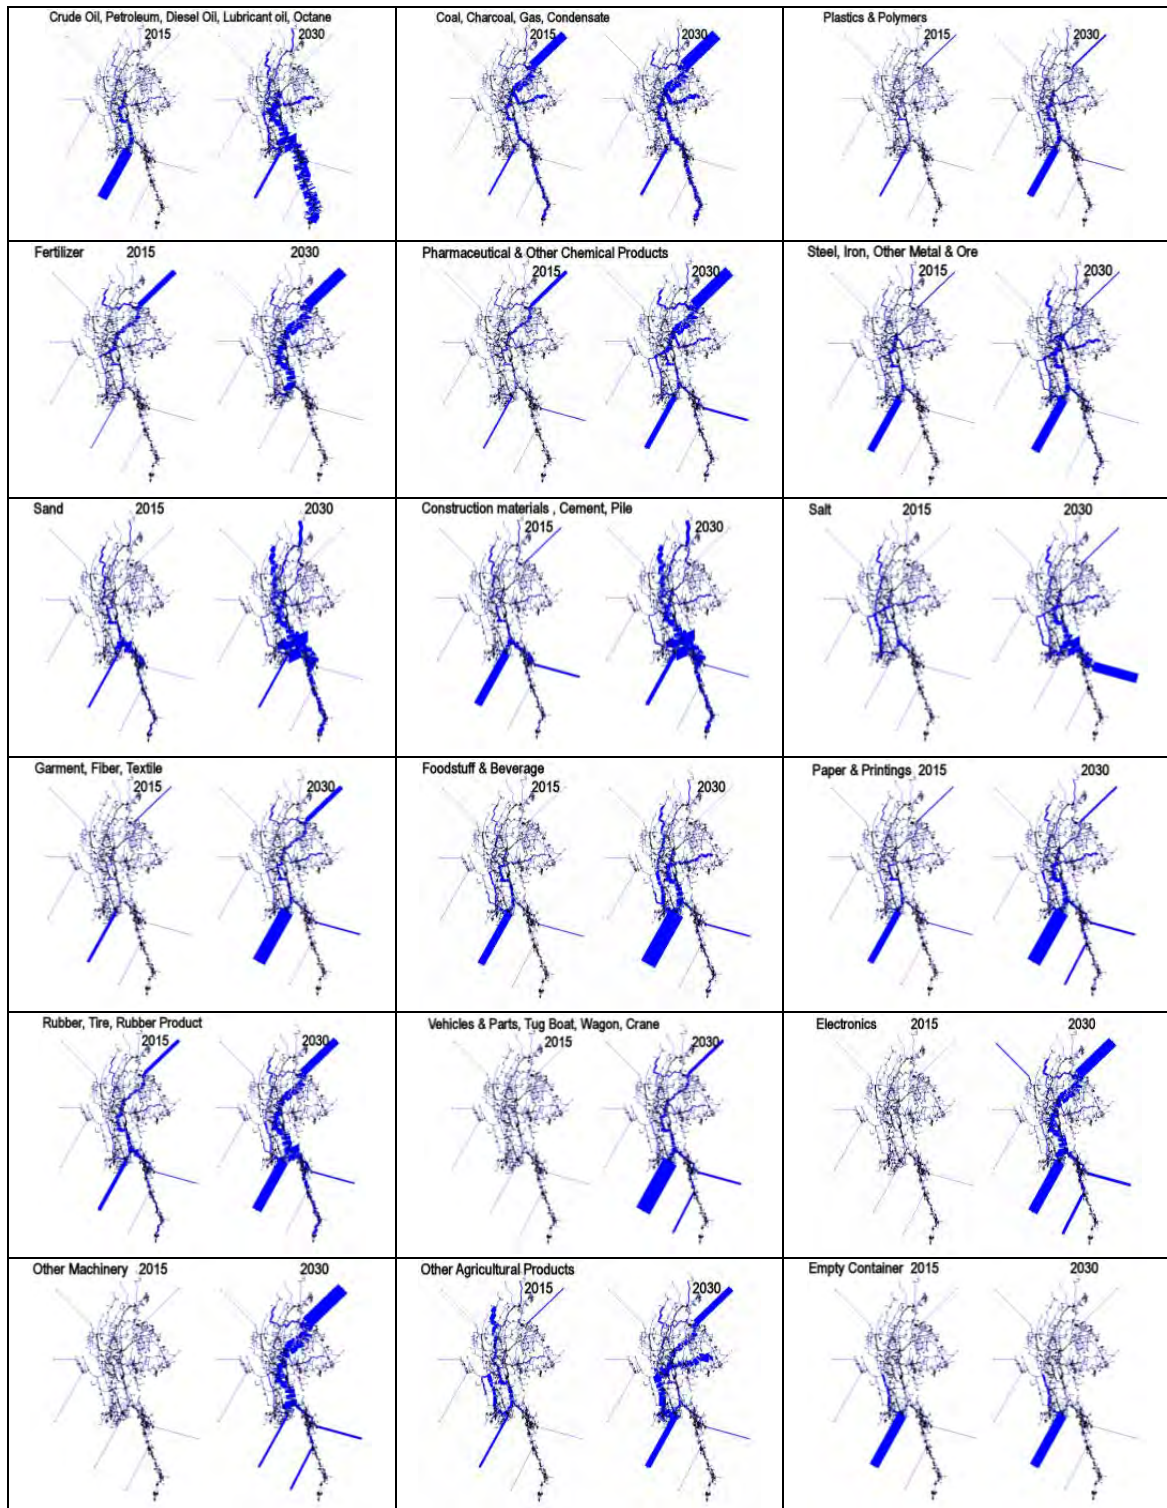 Crude Oil, Petroleum, Diesel Oil, Lubricant oil, Octane
2015 2030
Coal, Charcoal, Gas, Condensate
2015 2030
Plastics & Polymers
2015 2030
Fertilizer 2015 2030
Pharmaceutical & Other Chemical Products
2015 2030
Steel, Iron, Other Metal & Ore
2015 2030
Sand 2015 2030
Construction materials , Cement, Pile
2015 2030
Salt 2015 2030
Garment, Fiber, Textile
2015 2030
Foodstuff & Beverage
2015 2030
Paper & Printings 2015 2030
Rubber, Tire, Rubber Product
2015 2030
Vehicles & Parts, Tug Boat, Wagon, Crane
2015 2030
Electronics 2015 2030
Other Machinery 2015 2030
Other Agricultural Products
2015 2030
Empty Container 2015 2030